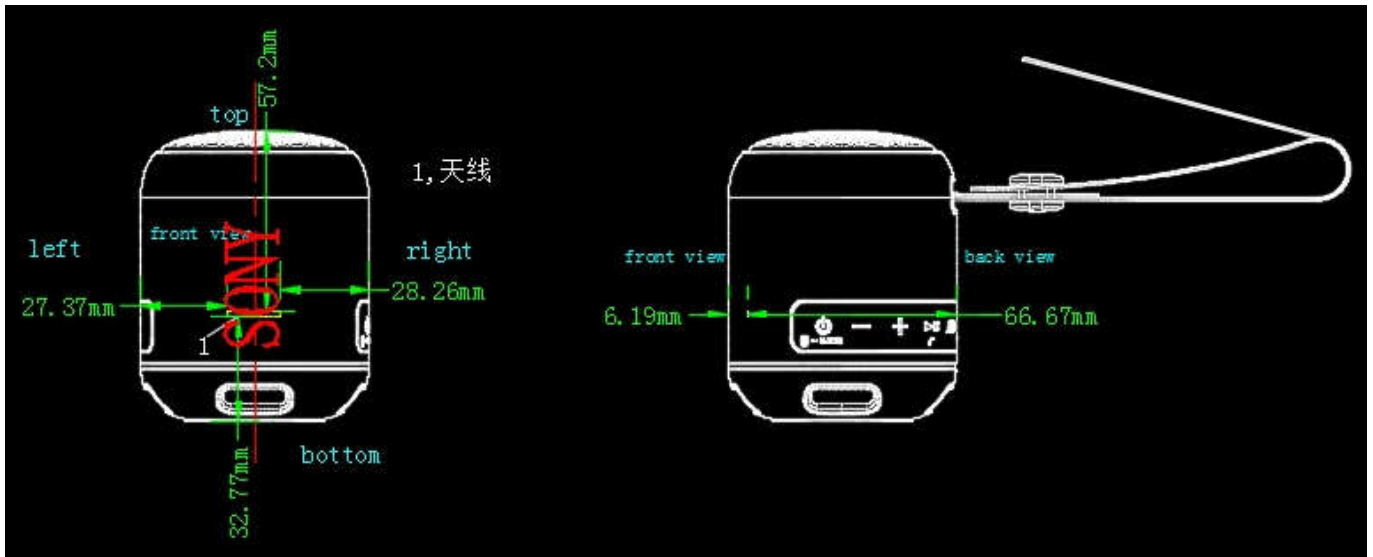 57.2mm
top
1,天线
front view
SONY
left
right
27.37mm
28.26mm
1
bottom
32.77mm
front view
back view
6.19mm
66.67mm